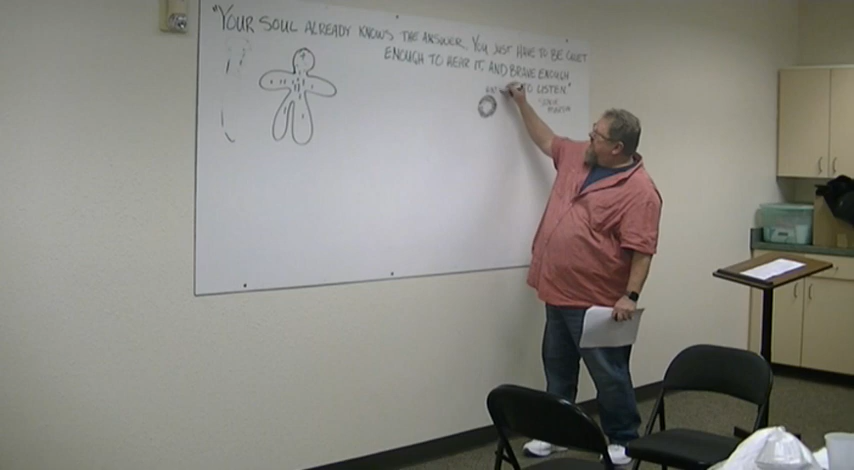 "YOUR SOUL ALREADY KNOWS THE ANSWER. YOU JUST HAVE TO BE QUIET
ENOUGH TO HEAR IT AND BRAVE ENOUGH
TO LISTEN."